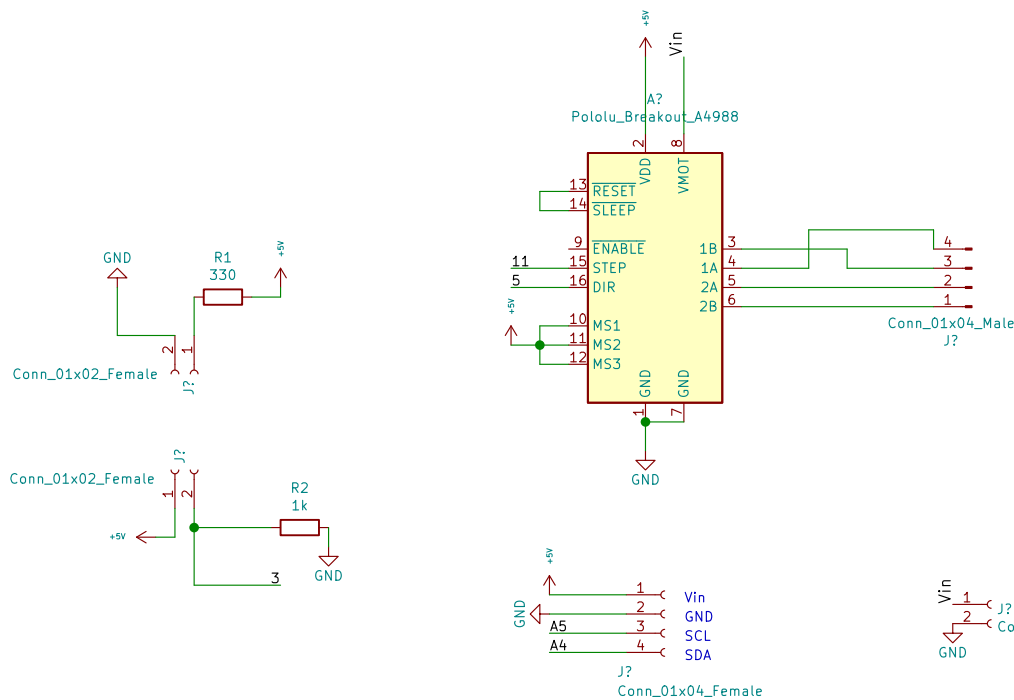 +5V
Vin
A?
Pololu_Breakout_A4988
2
8
VDD
VMOT
13
RESET
14
SLEEP
9
ENABLE
11
15
STEP
5
16
DIR
+5V
10
MS1
11
MS2
12
MS3
1B
3
1A
4
2A
5
2B
6
4
3
2
1
Conn_01x04_Male
J?
GND
GND
1
7
GND
GND
R1
330
+5V
2
1
Conn_01x02_Female
J?
J?
Conn_01x02_Female
1
2
R2
1k
+5V
GND
3
+5V
1
Vin
GND
2
GND
A5
3
SCL
A4
4
SDA
J?
Conn_01x04_Female
Vin
1
J?
2
Co
GND